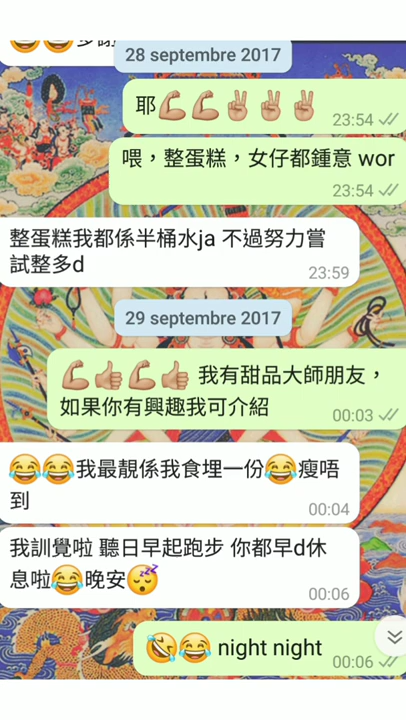 28 septembre 2017
耶💪🏼💪🏼✌🏼✌🏼✌🏼
23:54
喂，整蛋糕，女仔都鍾意 wor
23:54
整蛋糕我都係半桶水ja 不過努力嘗
試整多d
23:59
29 septembre 2017
💪🏼👍🏼💪🏼👍🏼 我有甜品大師朋友，
如果你有興趣我可介紹
00:03
😂😂我最靚係我食埋一份😂瘦唔
到
00:04
我訓覺啦 聽日早起跑步 你都早d休
息啦😂晚安😴
00:06
🤣😂 night night
00:06